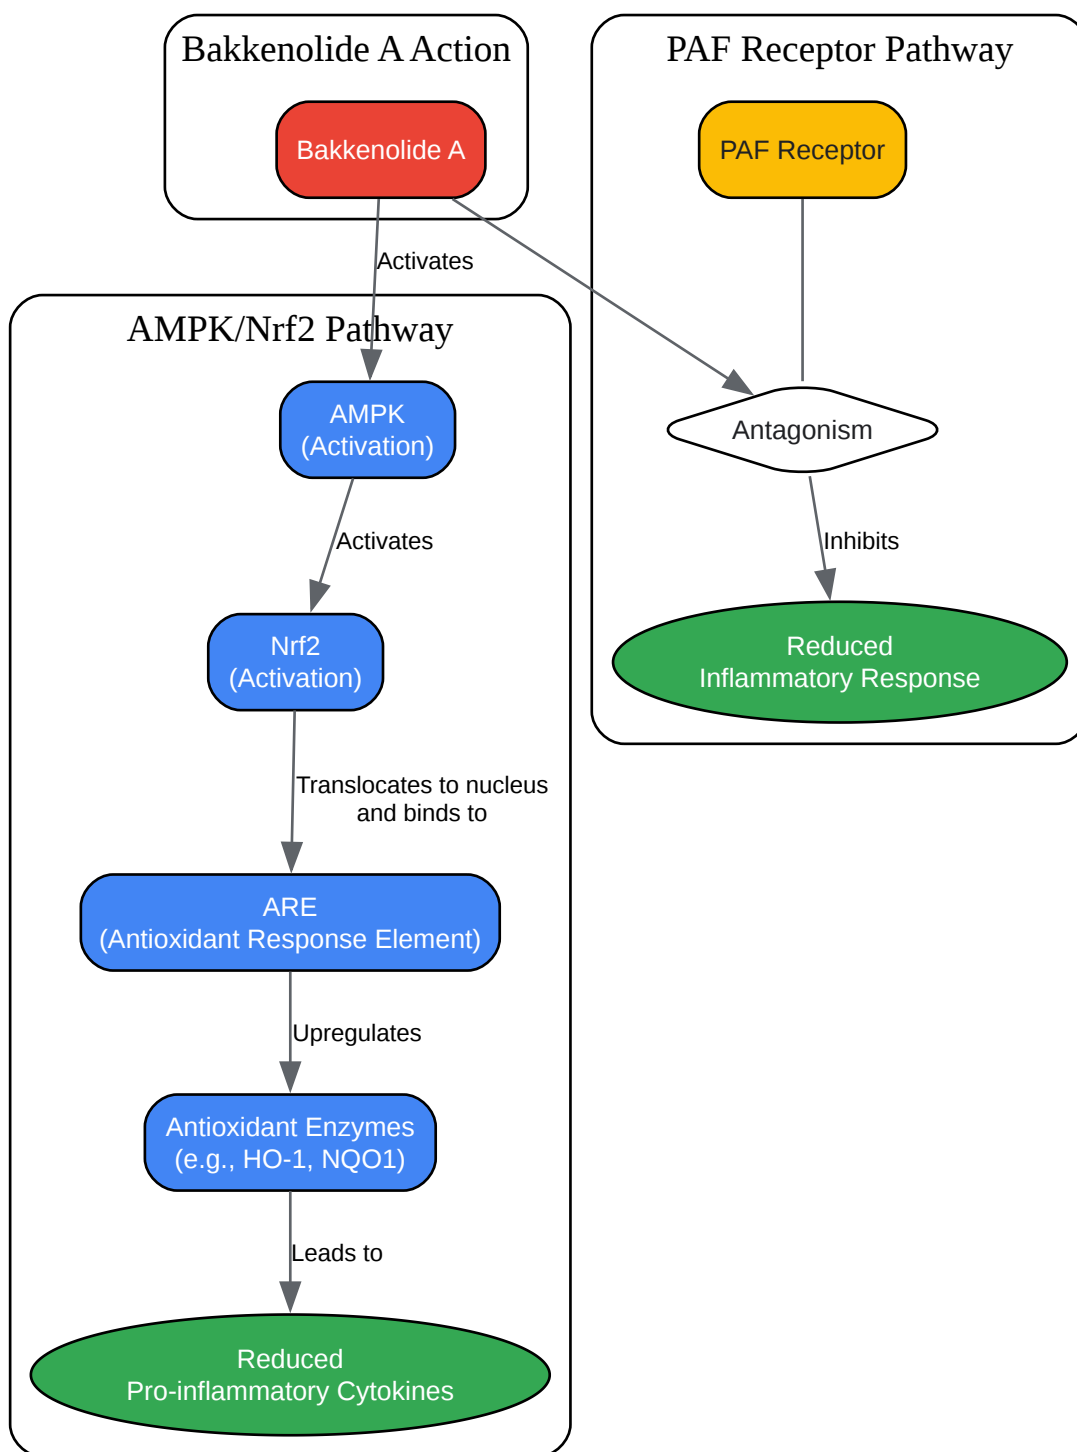 Bakkenolide A Action
Bakkenolide A
Activates
PAF Receptor Pathway
PAF Receptor
Antagonism
Inhibits
Reduced
Inflammatory Response
AMPK/Nrf2 Pathway
AMPK
(Activation)
Activates
Nrf2
(Activation)
Translocates to nucleus
and binds to
ARE
(Antioxidant Response Element)
Upregulates
Antioxidant Enzymes
(e.g., HO-1, NQO1)
Leads to
Reduced
Pro-inflammatory Cytokines